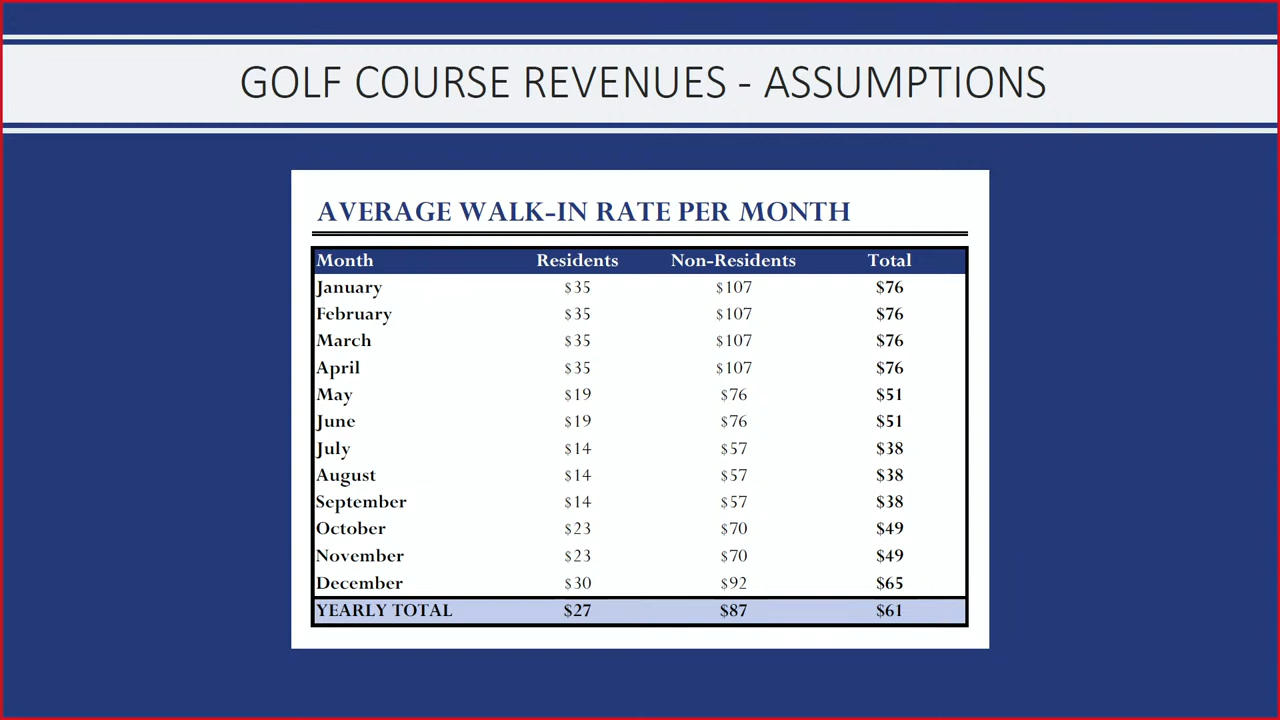 GOLF COURSE REVENUES - ASSUMPTIONS
AVERAGE WALK-IN RATE PER MONTH
Month Residents Non-Residents Total
January $35 $107 $76
February $35 $107 $76
March $35 $107 $76
April $35 $107 $76
May $19 $76 $51
June $19 $76 $51
July $14 $57 $38
August $14 $57 $38
September $14 $57 $38
October $23 $70 $49
November $23 $70 $49
December $30 $92 $65
YEARLY TOTAL $27 $87 $61